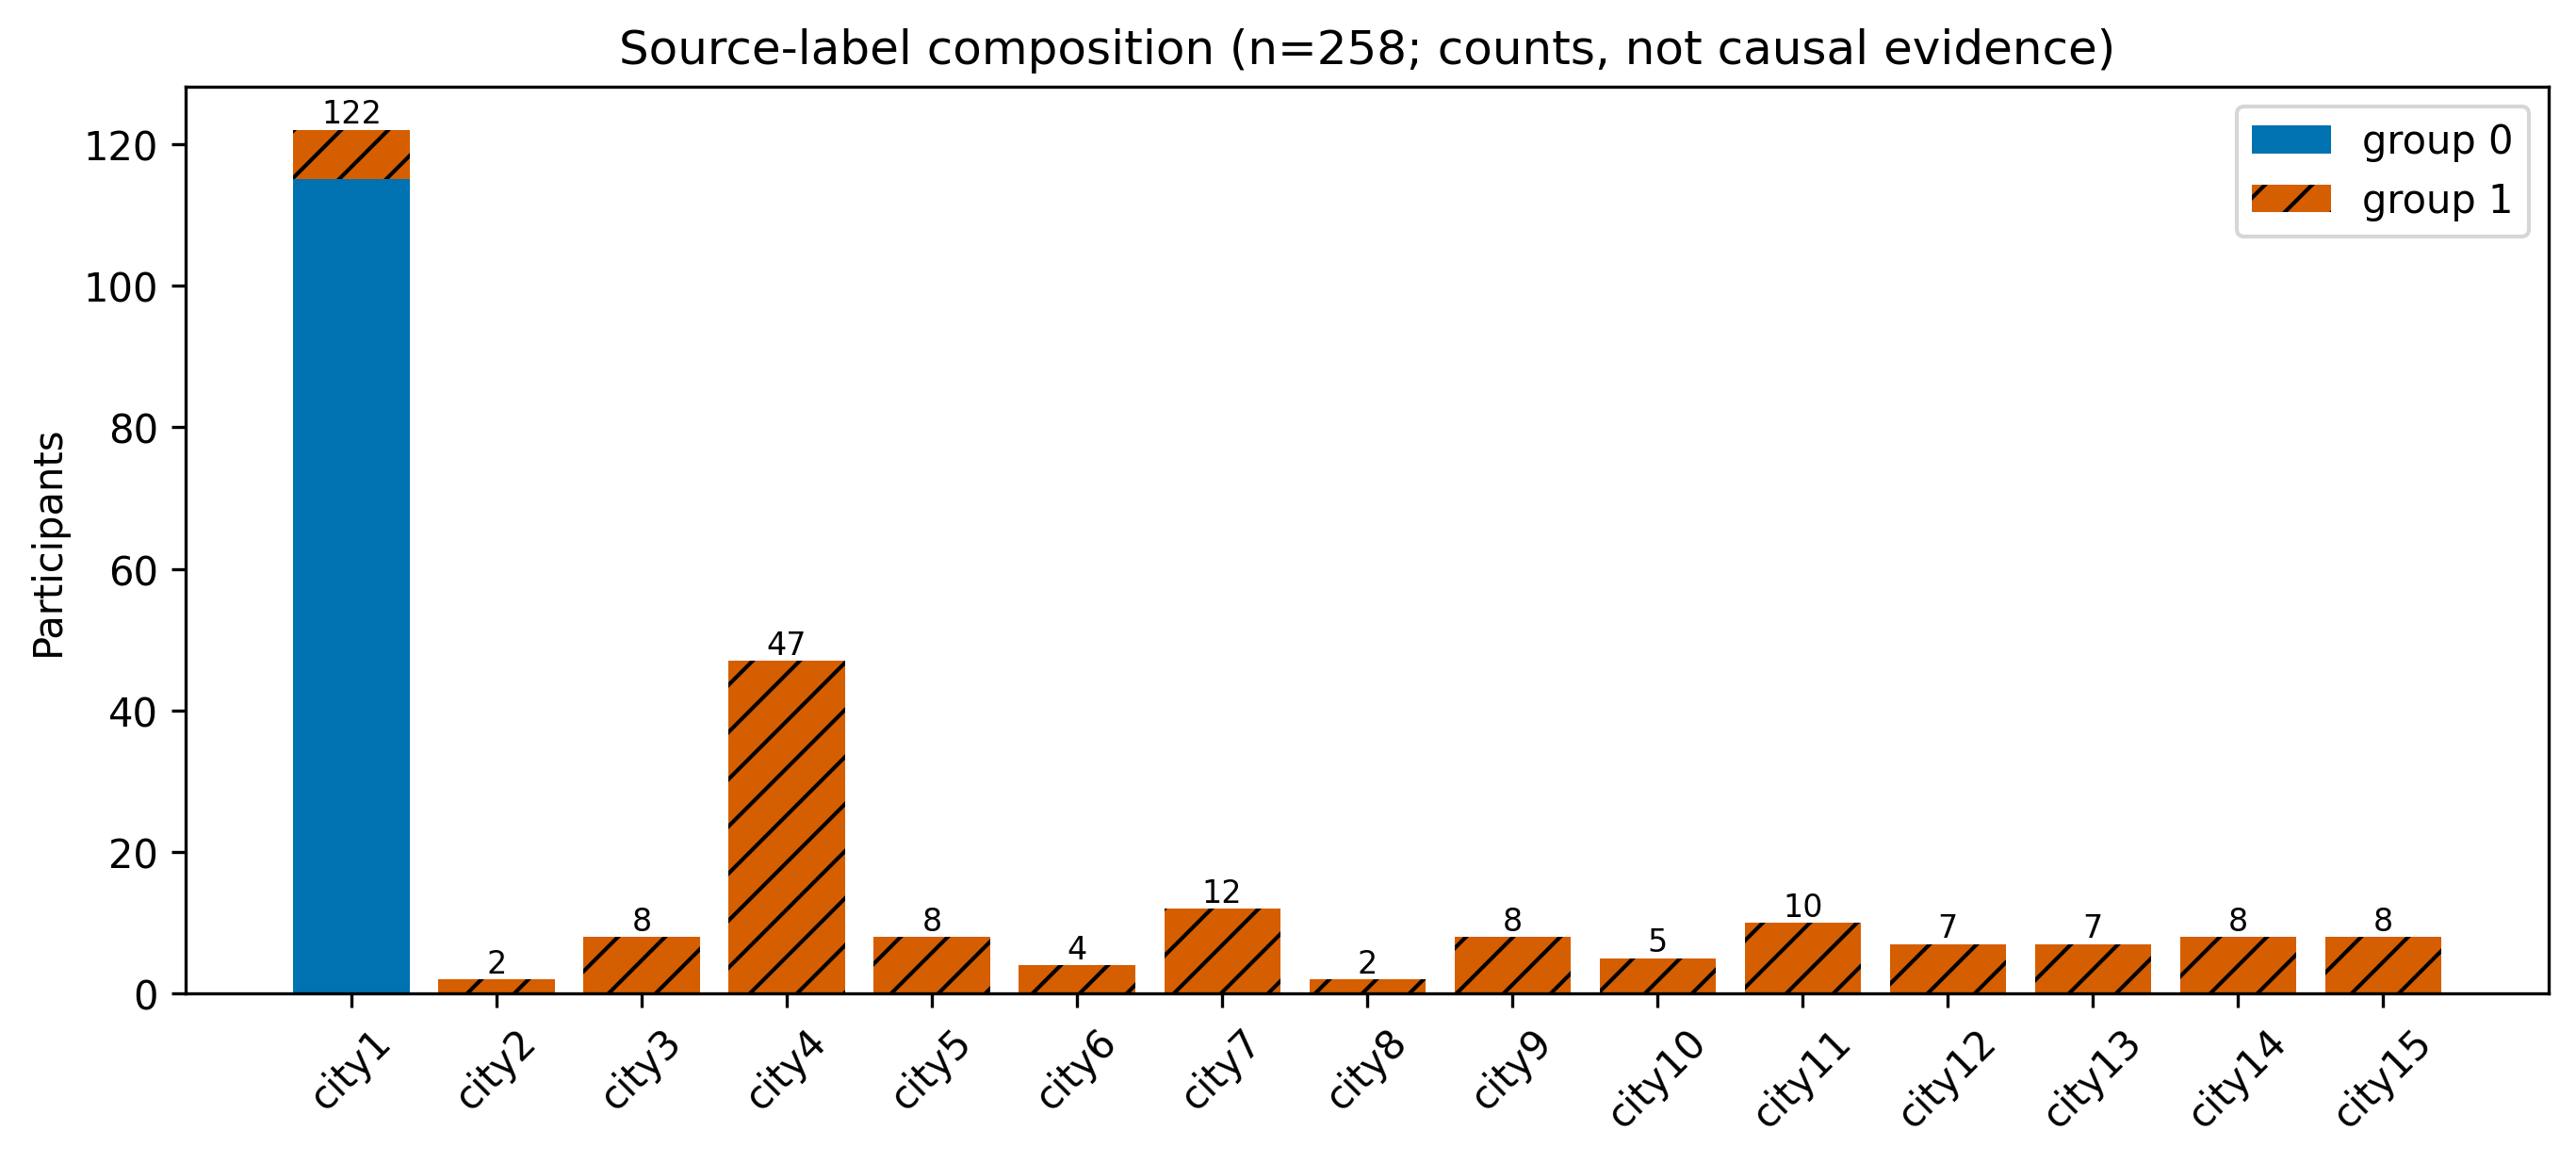 Source-label composition (n=258; counts, not causal evidence)
group 0
group 1
Participants
120
100
80
60
40
20
0
122
2
8
47
8
4
12
2
8
5
10
7
7
8
8
city1
city2
city3
city4
city5
city6
city7
city8
city9
city10
city11
city12
city13
city14
city15